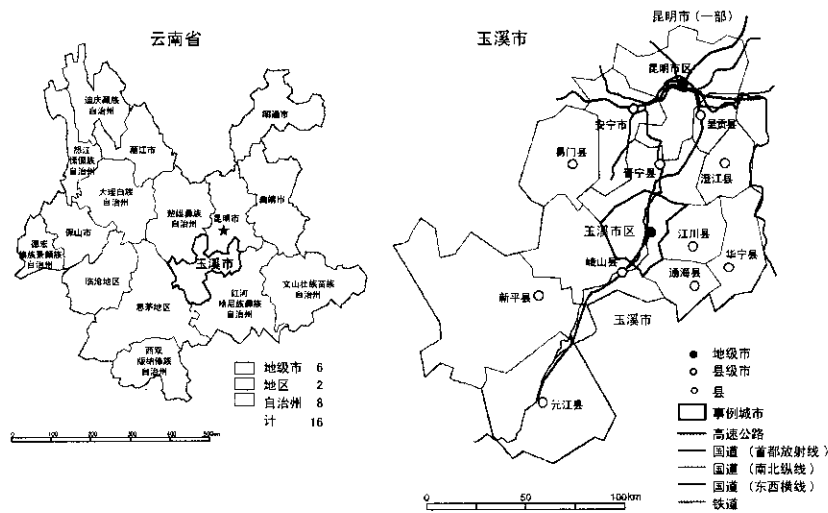 云南省
迪庆藏族
自治州
怒江
傈僳族
自治州
丽江市
昭通市
大理白族
自治州
楚雄彝族
自治州
昆明市
曲靖市
保山市
德宏
傣族景颇族
自治州
临沧地区
玉溪市
思茅地区
红河
哈尼族彝族
自治州
文山壮族苗族
自治州
西双
版纳傣族
自治州
地级市 6
地区 2
自治州 8
计 16
0 100 200 300 400 500km
玉溪市
昆明市(一部)
昆明市区
安宁市
呈贡县
易门县
晋宁县
澄江县
玉溪市区
江川县
峨山县
通海县
华宁县
新平县
玉溪市
元江县
地级市
县级市
县
事例城市
高速公路
国道(首都放射线)
国道(南北纵线)
国道(东西横线)
铁道
0 50 100km